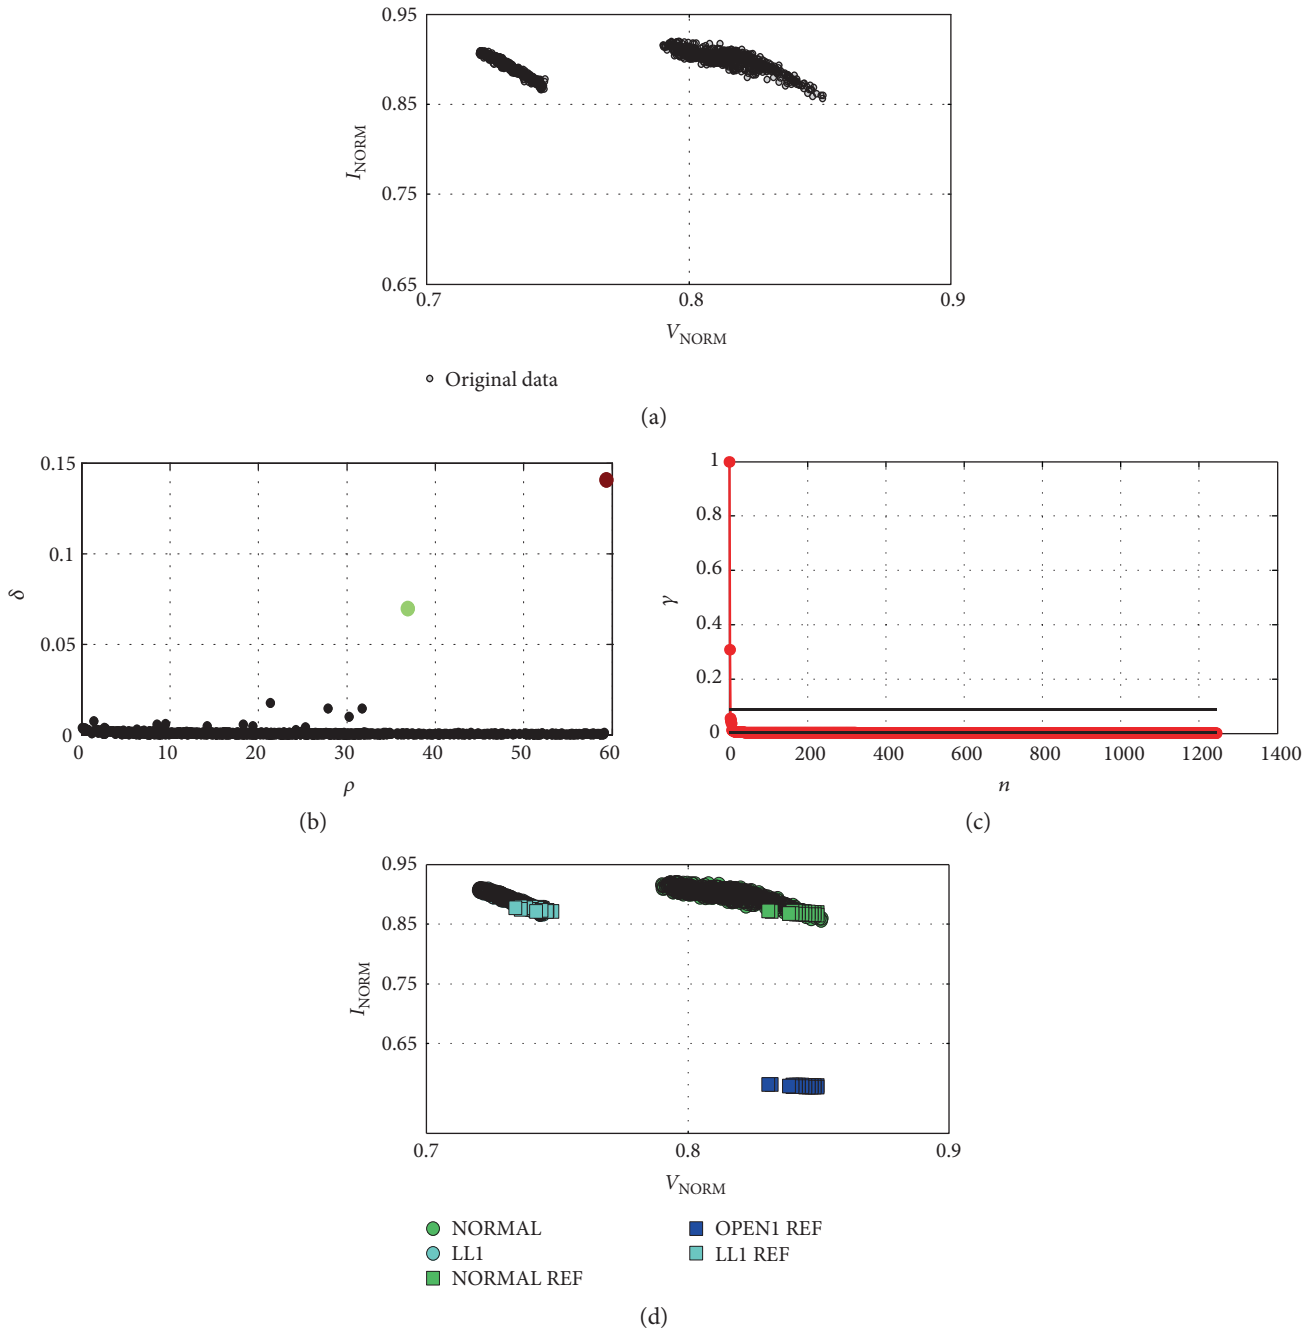 0.95
0.85
0.75
0.65
I_NORM
0.7
0.8
0.9
V_NORM
Original data
(a)
0.15
0.1
0.05
0
δ
0
10
20
30
40
50
60
ρ
(b)
1
0.8
0.6
0.4
0.2
0
γ
0
200
400
600
800
1000
1200
1400
n
(c)
0.95
0.85
0.75
0.65
I_NORM
0.7
0.8
0.9
V_NORM
NORMAL
LL1
NORMAL REF
OPEN1 REF
LL1 REF
(d)